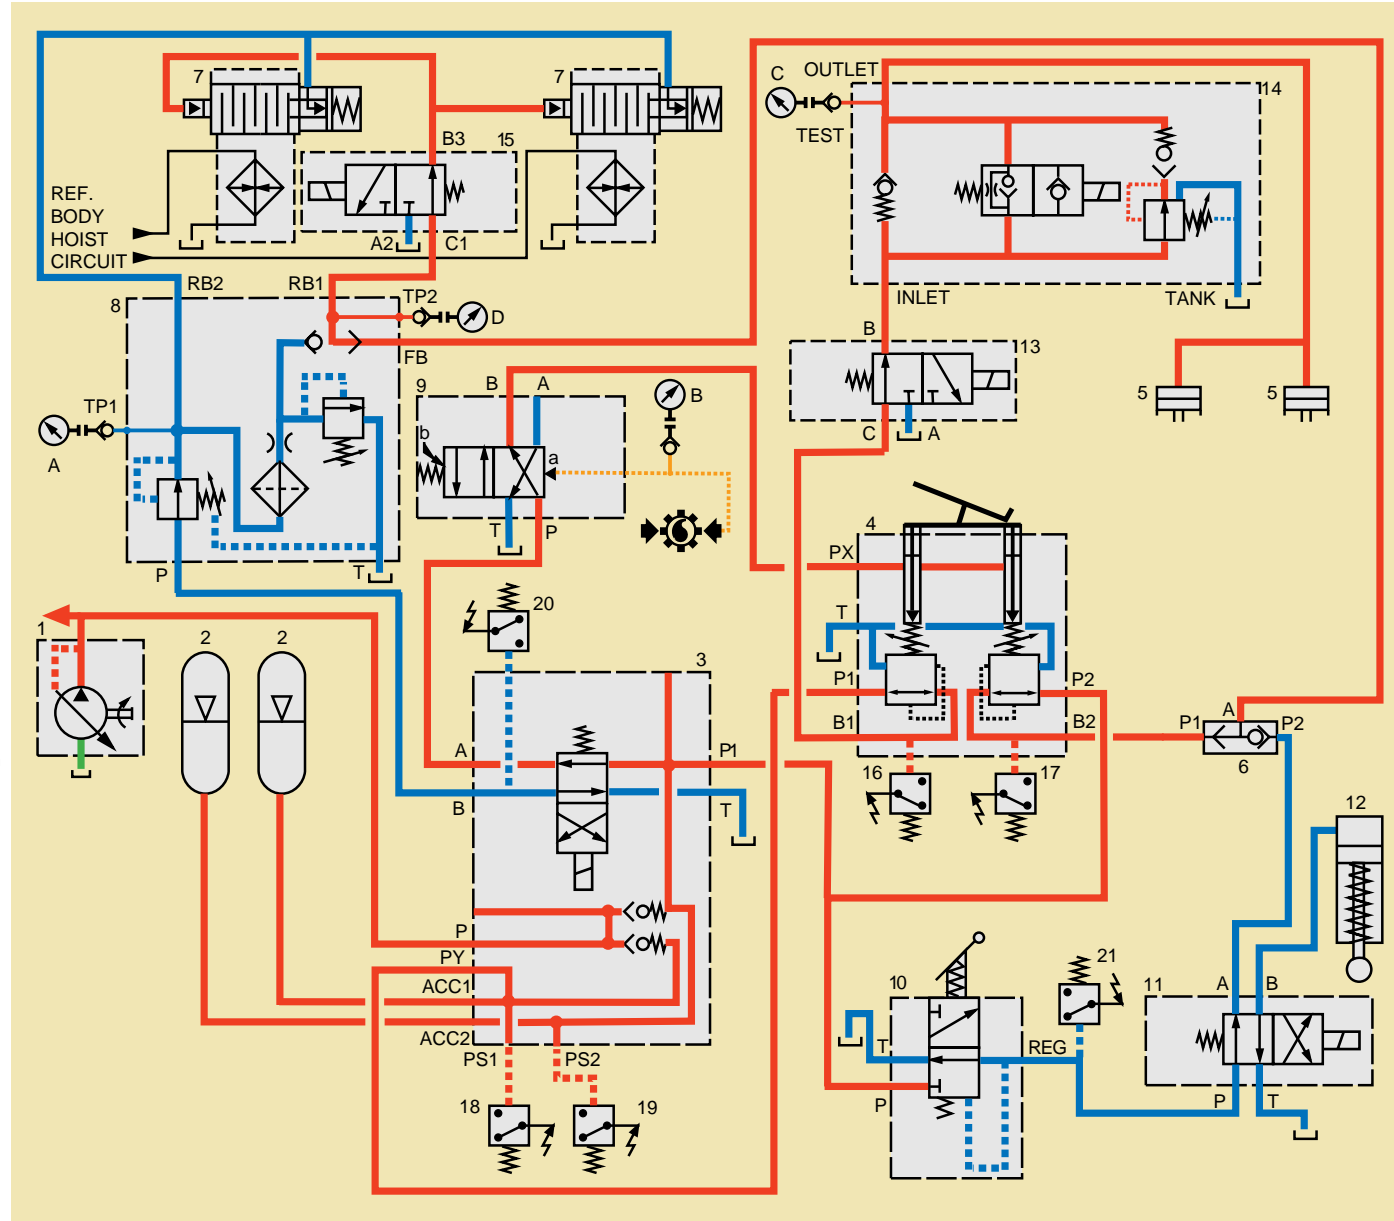 C OUTLET
7
7
14
TEST
B3
15
REF.
BODY
HOIST
CIRCUIT
A2
C1
RB2
RB1
TP2
INLET
TANK
8
D
B
13
FB
B
A
9
B
5
5
TP1
C
A
b
A
a
T
P
4
PX
P
T
20
T
1
2
2
3
P1
P2
B1
B2
P1
A
P2
A
P1
6
16
17
B
T
12
P
PY
21
ACC1
10
11
A
B
ACC2
PS1
PS2
T
REG
18
19
P
P
T